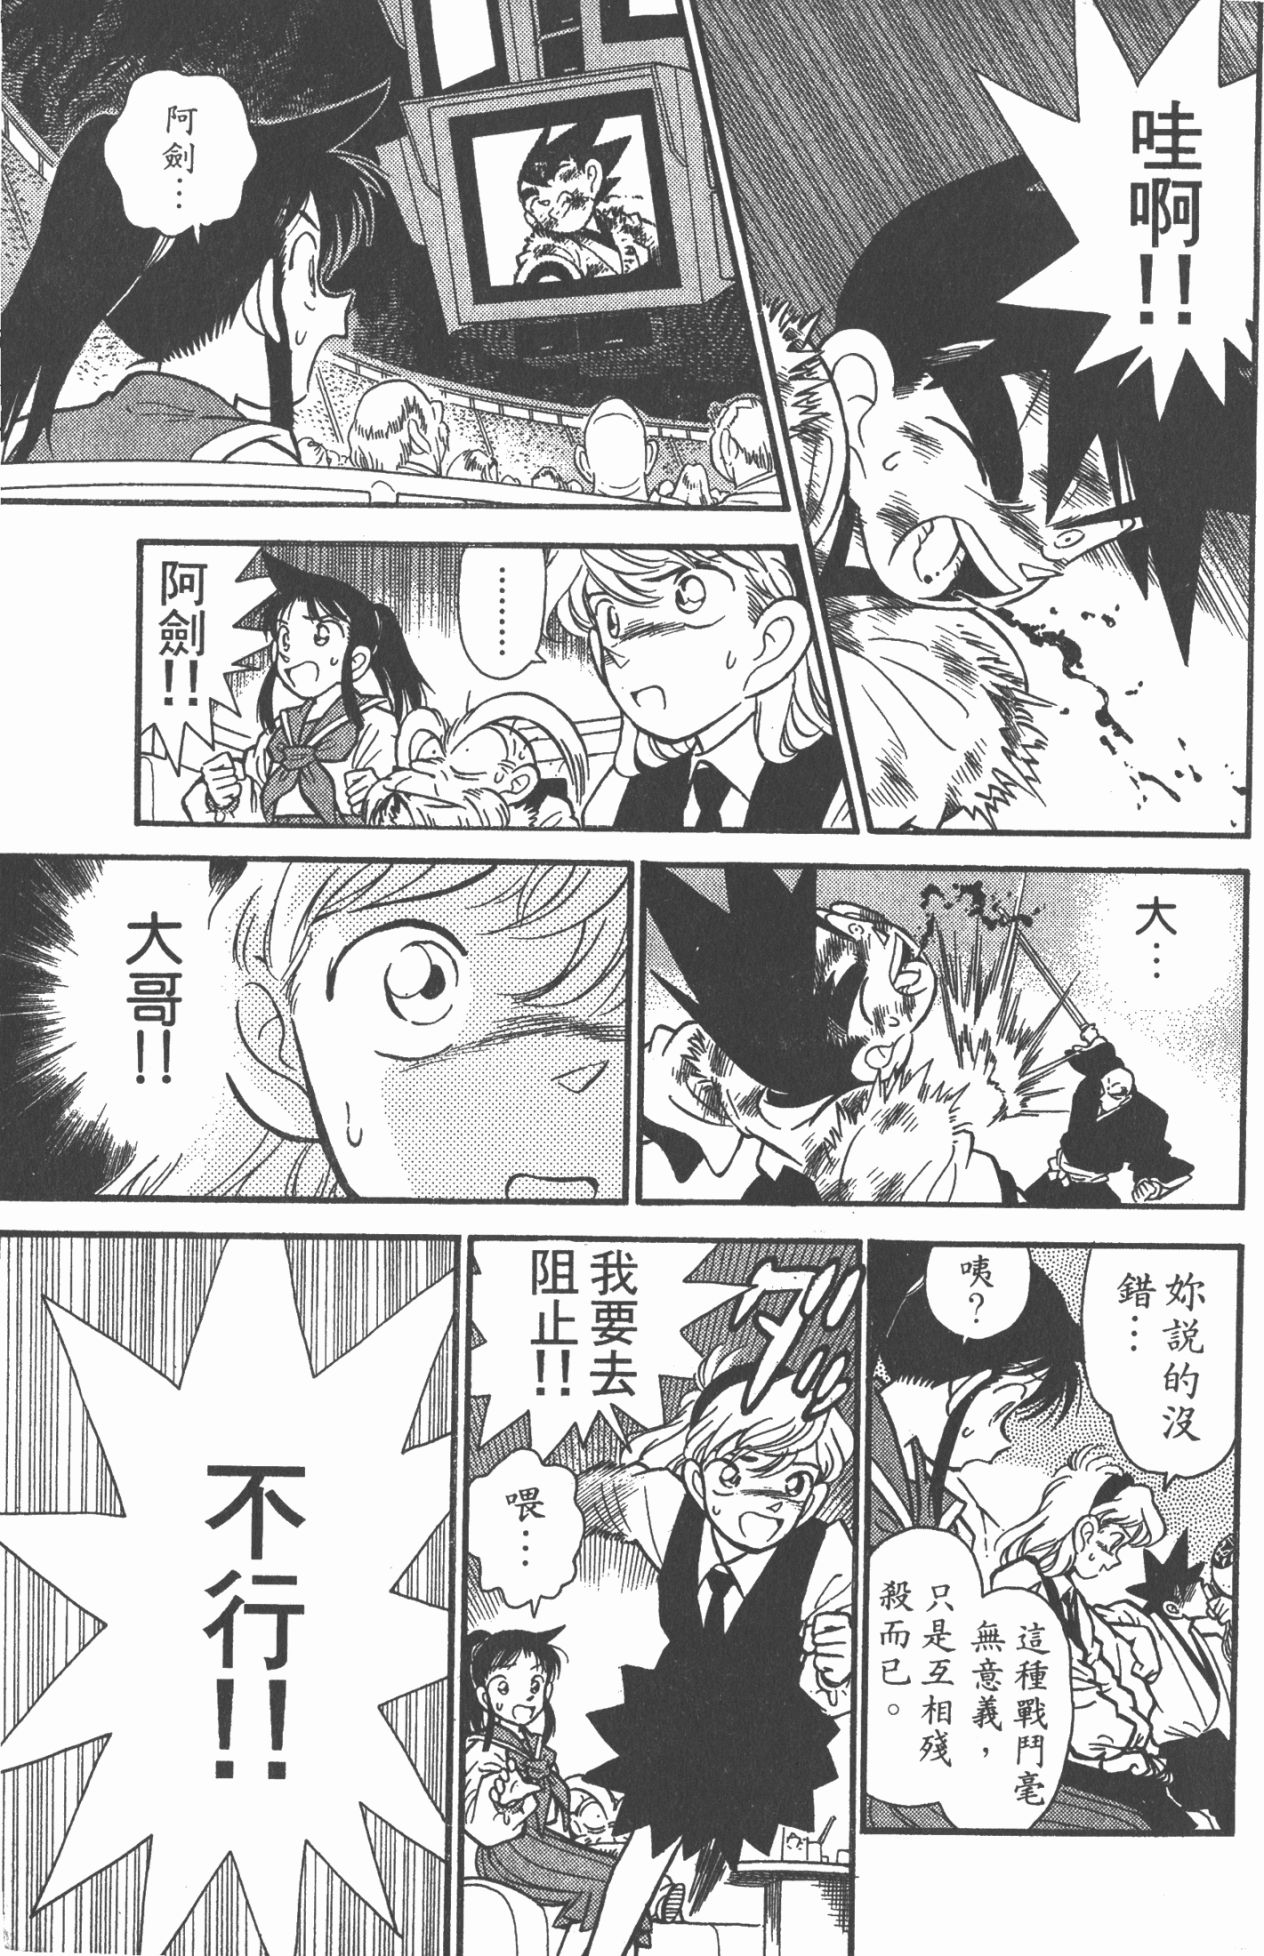 哇啊!!
阿劍…
………
阿劍!!
大…
大哥!!
妳說的沒
錯…
咦?
這種戰鬥毫
無意義，
只是互相殘
殺而已。
我要去
阻止!!
喂…
不行!!